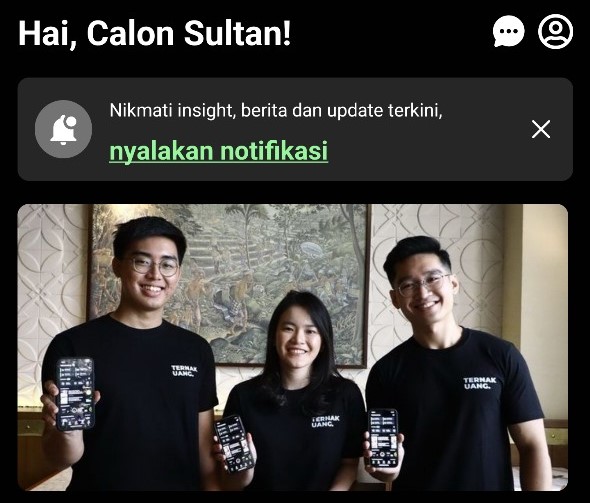 Hai, Calon Sultan!
Nikmati insight, berita dan update terkini,
nyalakan notifikasi
TERNAK
UANG.
TERNAK
UANG.
TERNAK
UANG.